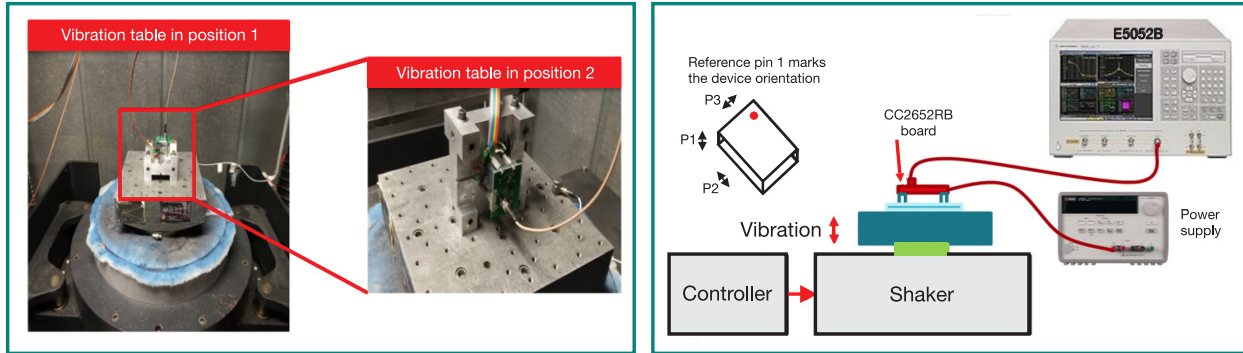 Vibration table in position 1
Vibration table in position 2
E5052B
Reference pin 1 marks
the device orientation
P3
P1
P2
CC2652RB
board
Vibration
Power
supply
Controller
Shaker